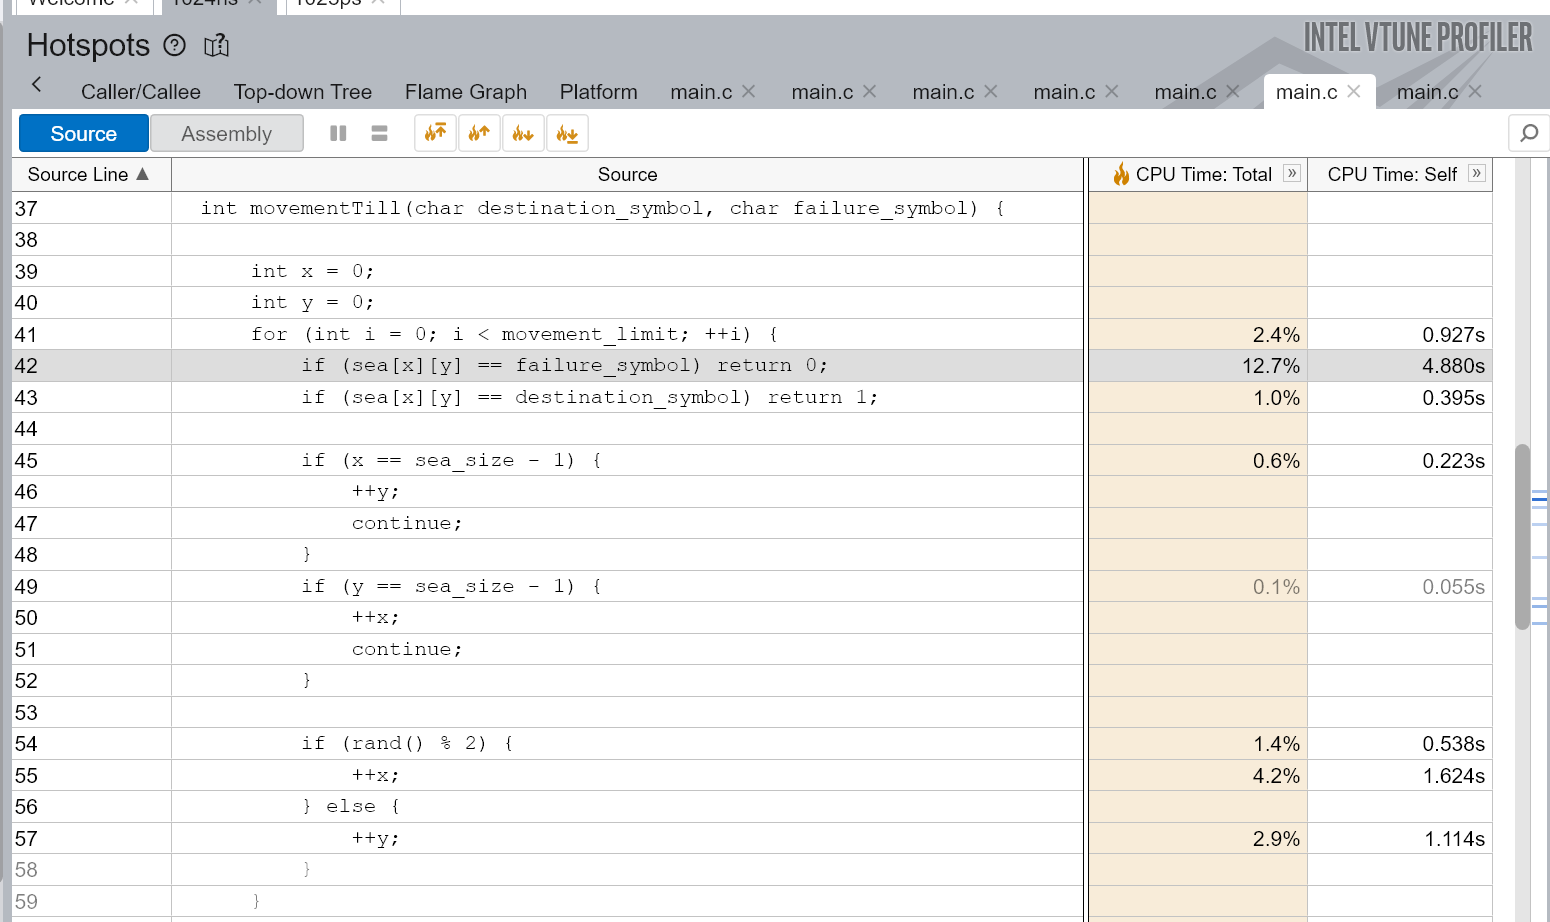 Welcome
1024ns
1025ps
Hotspots ?
INTEL VTUNE PROFILER
Caller/Callee Top-down Tree Flame Graph Platform main.c main.c main.c main.c main.c main.c main.c
Source Assembly
Source Line ▲ Source CPU Time: Total » CPU Time: Self »
37 int movementTill(char destination_symbol, char failure_symbol) {
38
39 int x = 0;
40 int y = 0;
41 for (int i = 0; i < movement_limit; ++i) { 2.4% 0.927s
42 if (sea[x][y] == failure_symbol) return 0; 12.7% 4.880s
43 if (sea[x][y] == destination_symbol) return 1; 1.0% 0.395s
44
45 if (x == sea_size - 1) { 0.6% 0.223s
46 ++y;
47 continue;
48 }
49 if (y == sea_size - 1) { 0.1% 0.055s
50 ++x;
51 continue;
52 }
53
54 if (rand() % 2) { 1.4% 0.538s
55 ++x; 4.2% 1.624s
56 } else {
57 ++y; 2.9% 1.114s
58 }
59 }